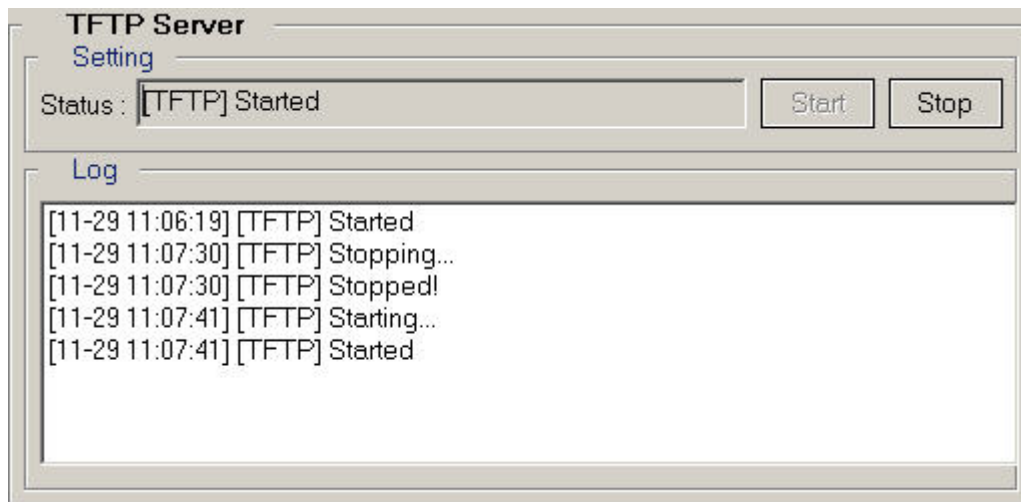 TFTP Server
Setting
Status : [TFTP] Started Start Stop
Log
[11-29 11:06:19] [TFTP] Started
[11-29 11:07:30] [TFTP] Stopping...
[11-29 11:07:30] [TFTP] Stopped!
[11-29 11:07:41] [TFTP] Starting...
[11-29 11:07:41] [TFTP] Started